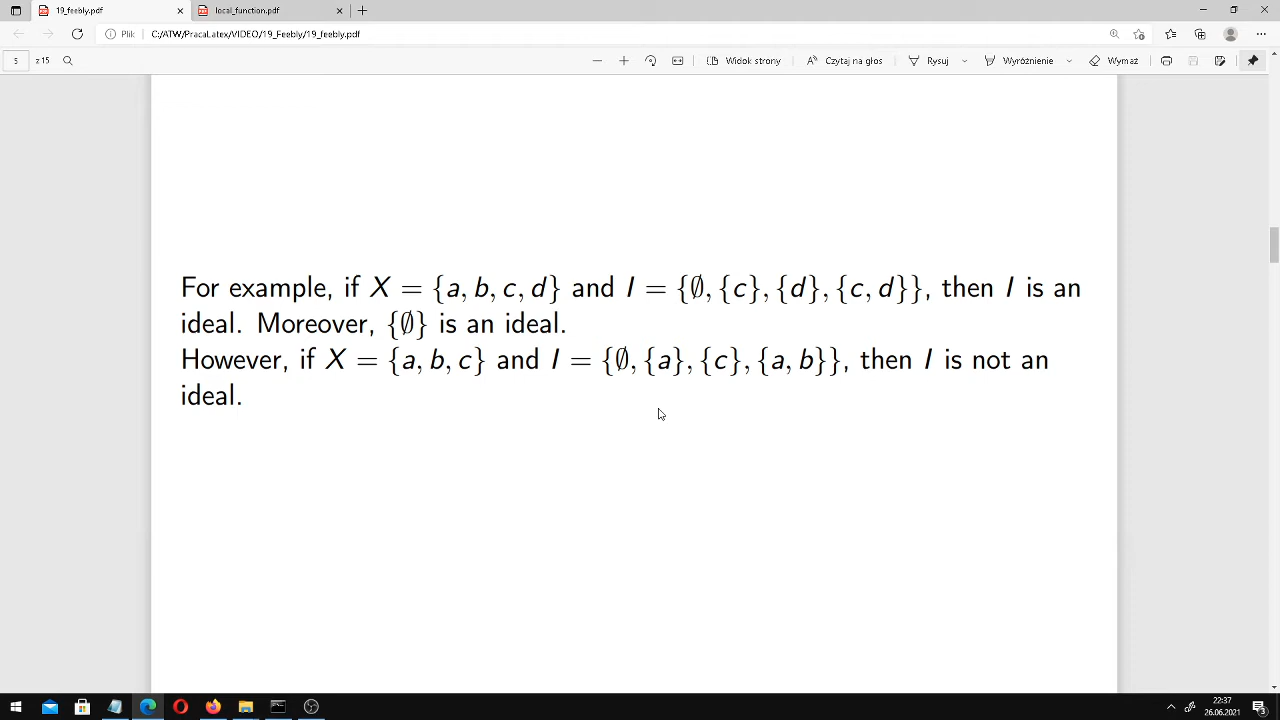 19_feebly.pdf
local_function.pdf
Plik C:/ATW/PracaLatex/VIDEO/19_Feebly/19_feebly.pdf
5 z 15 Widok strony Czytaj na głos Rysuj Wyróżnienie Wymaż
For example, if X = {a, b, c, d} and I = {∅, {c}, {d}, {c, d}}, then I is an
ideal. Moreover, {∅} is an ideal.
However, if X = {a, b, c} and I = {∅, {a}, {c}, {a, b}}, then I is not an
ideal.
22:37
26.06.2021
3